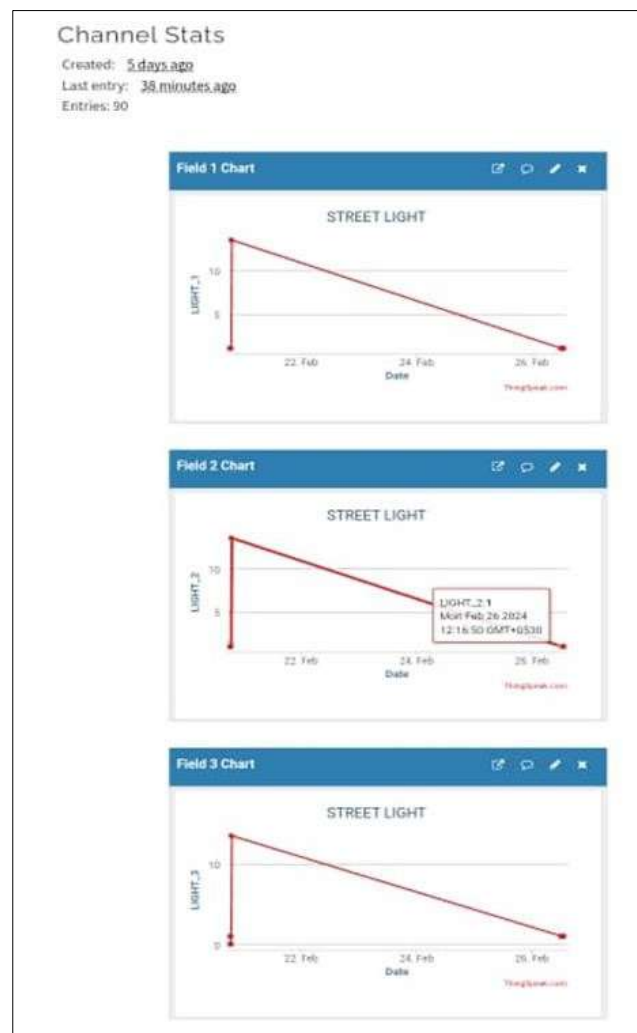 Channel Stats
Created: 5 days ago
Last entry: 38 minutes ago
Entries: 90
Field 1 Chart
STREET LIGHT
LIGHT_1
10
5
22. Feb
24. Feb
26. Feb
Date
ThingSpeak.com
Field 2 Chart
STREET LIGHT
LIGHT_2
10
5
LIGHT_2:1
Mon Feb 26 2024
12:16:50 GMT+0530
22. Feb
24. Feb
26. Feb
Date
ThingSpeak.com
Field 3 Chart
STREET LIGHT
LIGHT_3
10
0
22. Feb
24. Feb
26. Feb
Date
ThingSpeak.com